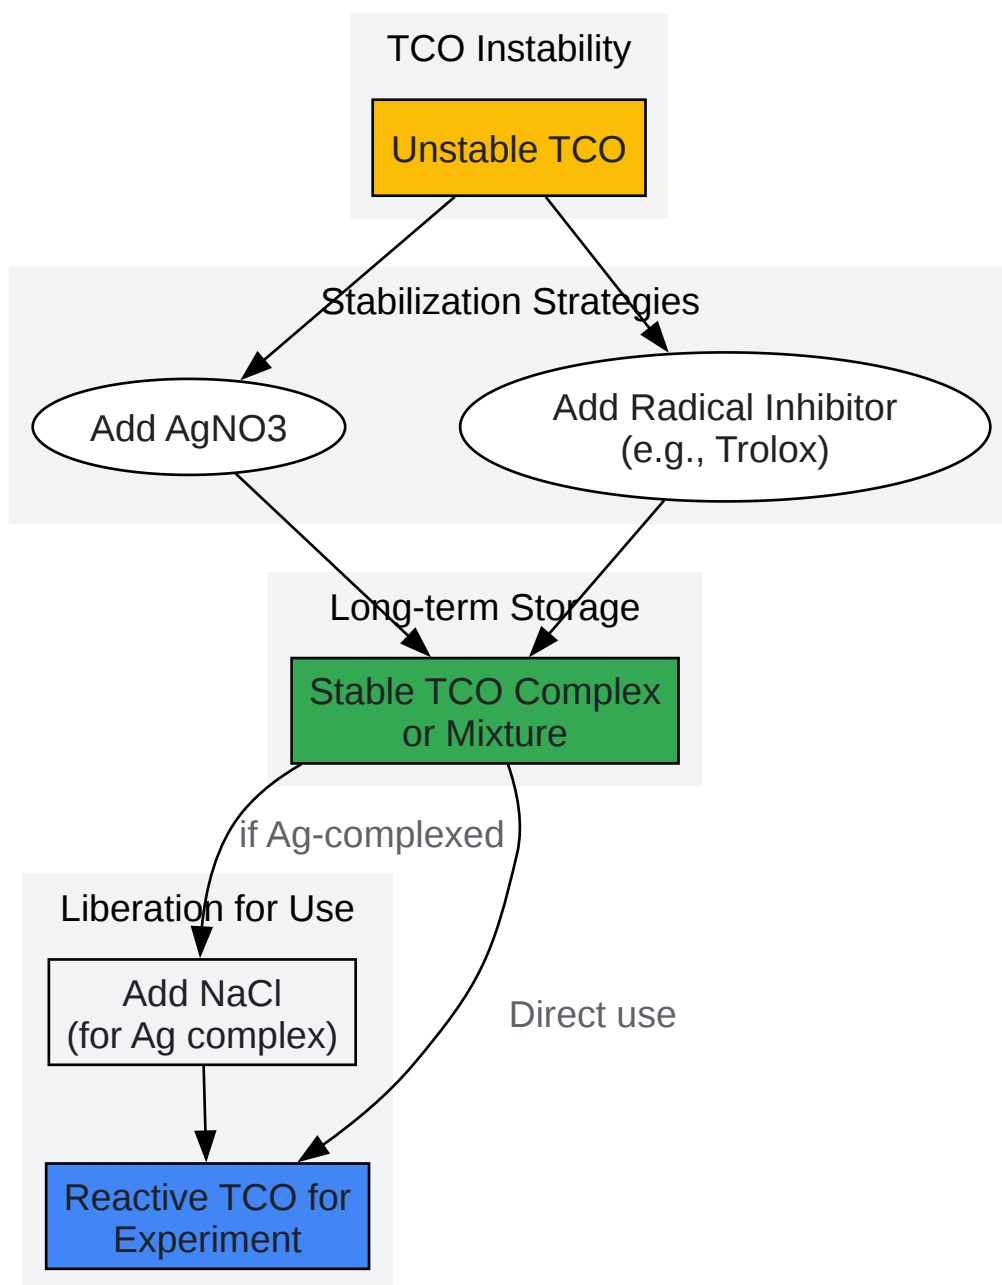 TCO Instability
Unstable TCO
Stabilization Strategies
Add AgNO3
Add Radical Inhibitor
(e.g., Trolox)
Long-term Storage
Stable TCO Complex
or Mixture
if Ag-complexed
Liberation for Use
Add NaCl
(for Ag complex)
Direct use
Reactive TCO for
Experiment